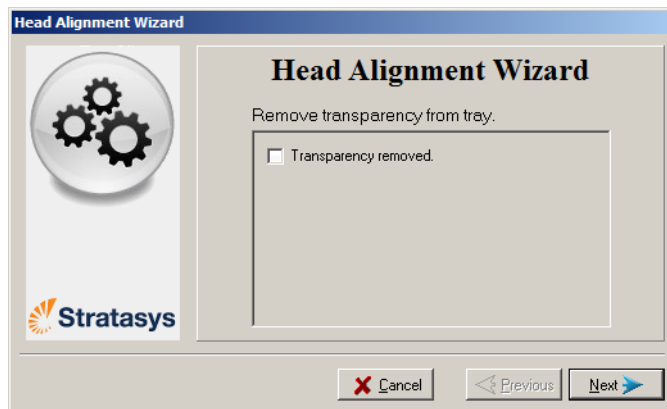 Head Alignment Wizard
Head Alignment Wizard
Remove transparency from tray.
Transparency removed.
Stratasys
Cancel
Previous
Next